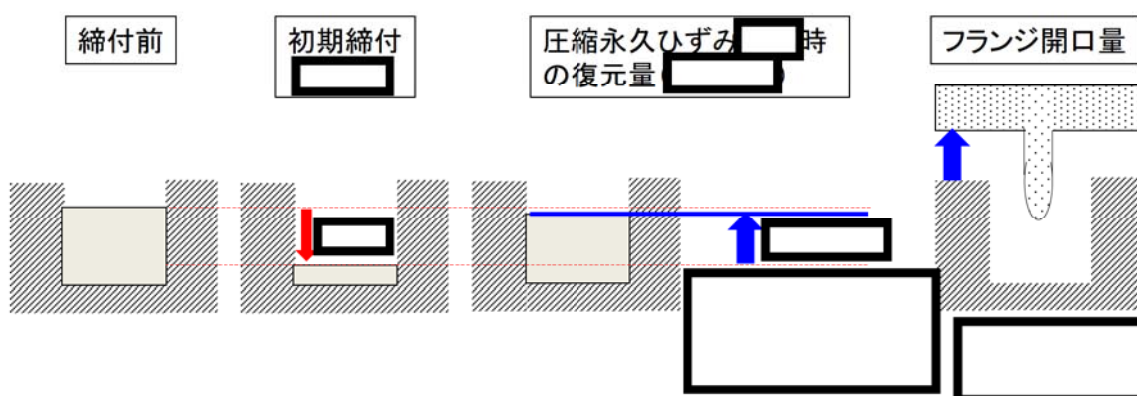 締付前
初期締付
圧縮永久ひずみ 時
の復元量( )
フランジ開口量